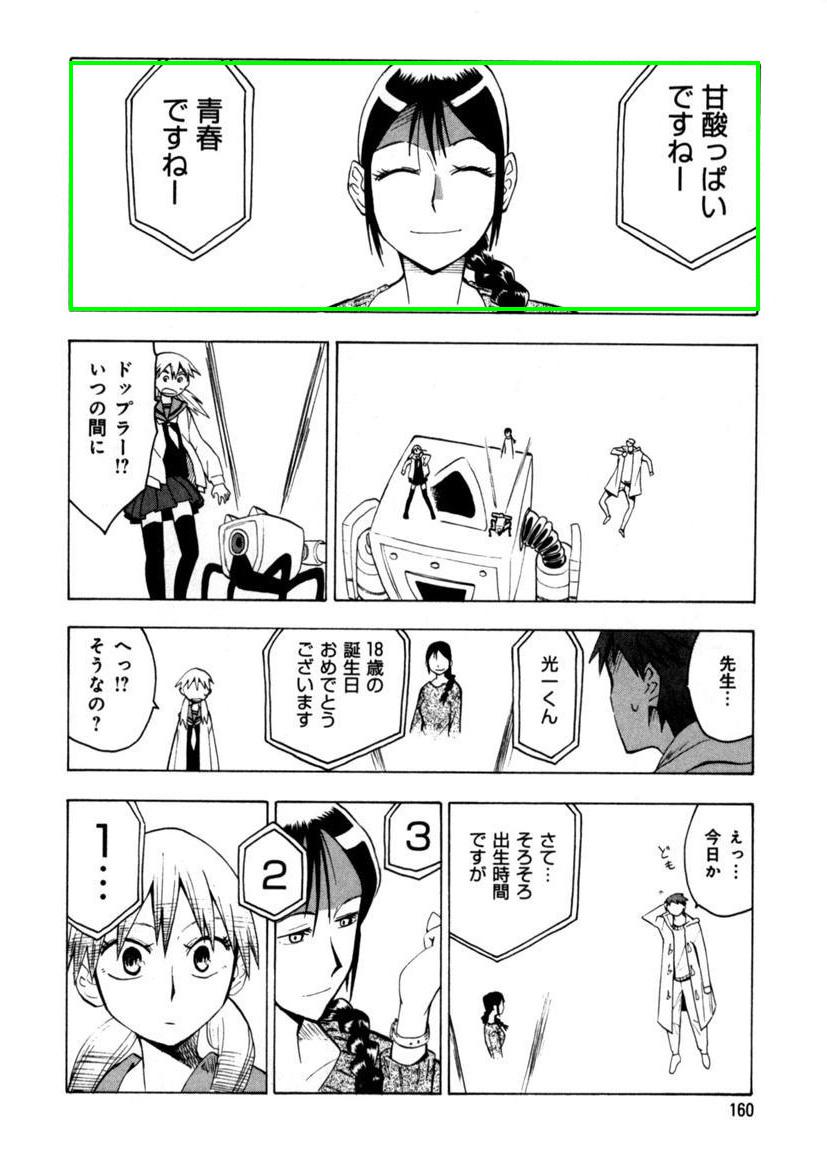 甘酸っぱい
ですねー
青春
ですねー
ドップラー!?
いつの間に
先生…
光一くん
18歳の
誕生日
おめでとう
ございます
へっ!?
そうなの?
えっ…
今日か
ども
さて…
そろそろ
出生時間
ですが
3
2
1…
160